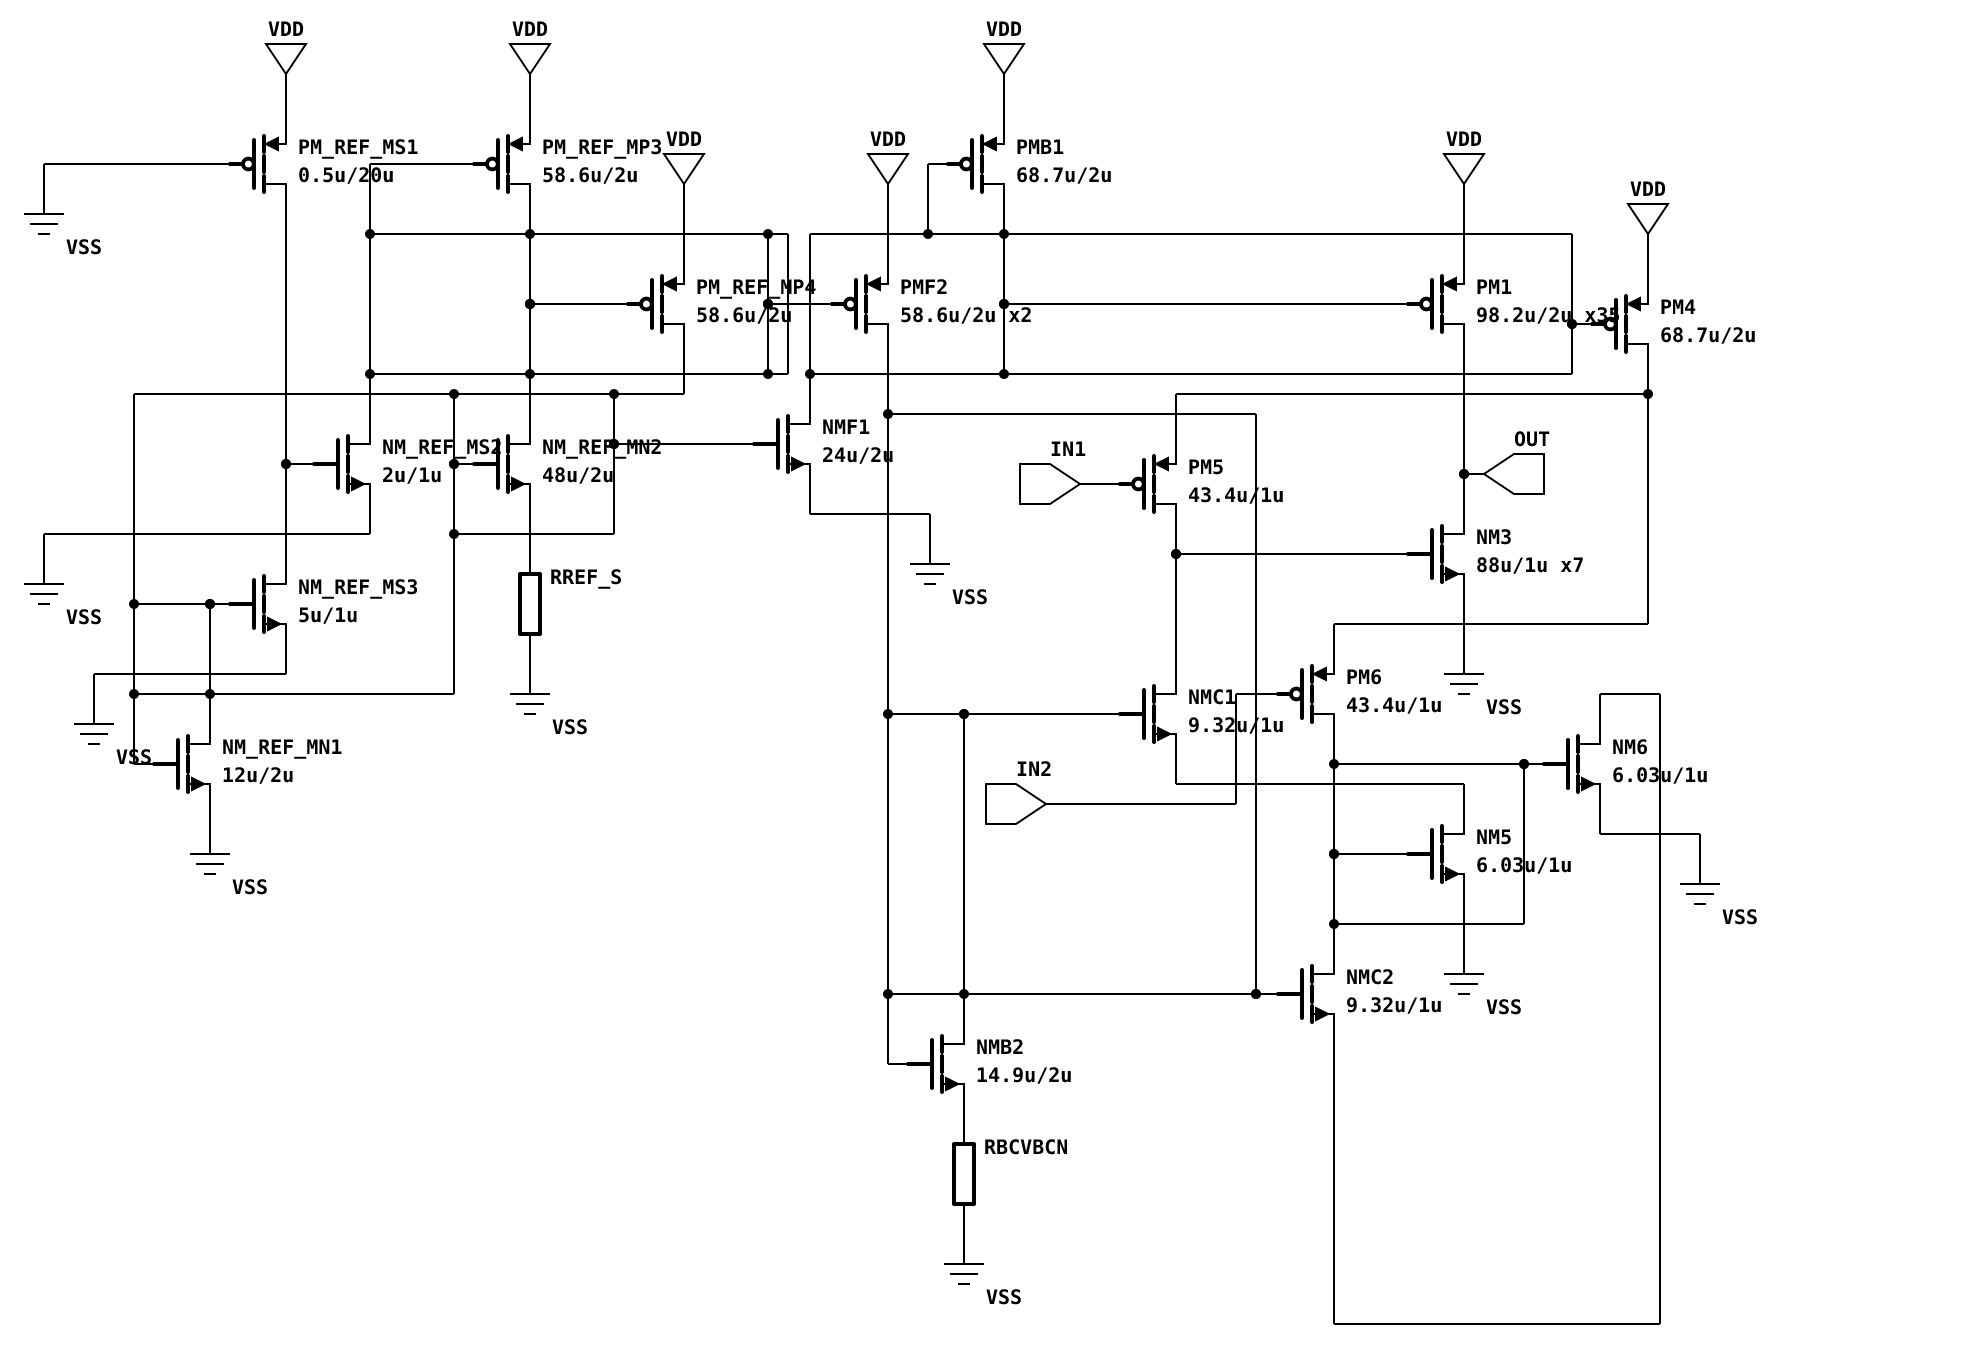 VDD
VDD
VDD
PM_REF_MS1
0.5u/20u
PM_REF_MP3
58.6u/2u
VDD
VDD
PMB1
68.7u/2u
VDD
VDD
VSS
PM_REF_MP4
58.6u/2u
PMF2
58.6u/2u x2
PM1
98.2u/2u x35
PM4
68.7u/2u
NM_REF_MS2
2u/1u
NM_REF_MN2
48u/2u
NMF1
24u/2u
IN1
PM5
43.4u/1u
OUT
NM3
88u/1u x7
NM_REF_MS3
5u/1u
RREF_S
VSS
VSS
VSS
NM_REF_MN1
12u/2u
VSS
VSS
NMC1
9.32u/1u
PM6
43.4u/1u
VSS
IN2
NM6
6.03u/1u
NM5
6.03u/1u
VSS
VSS
NMC2
9.32u/1u
VSS
NMB2
14.9u/2u
RBCVBCN
VSS